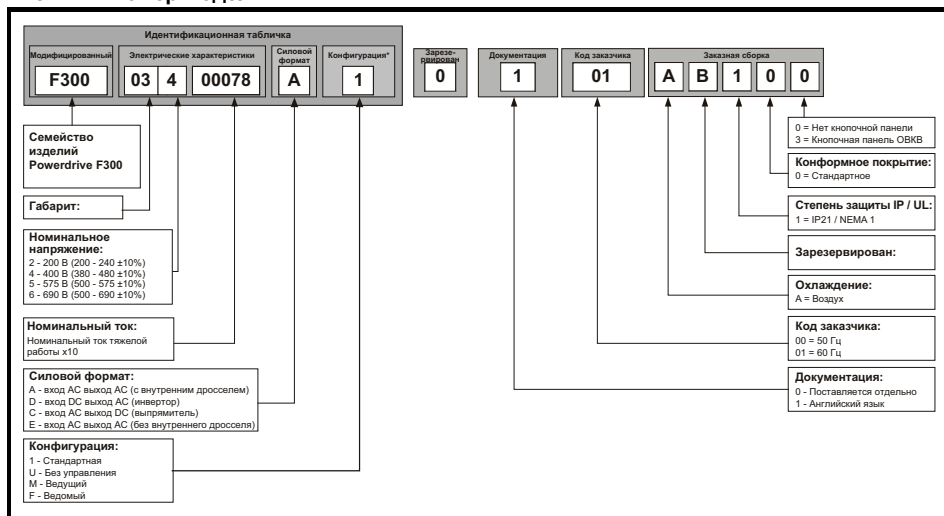 Идентификационная табличка
Модифицированный
Электрические характеристики
Силовой
формат
Конфигурация*
Зарезе-
рвирован
Документация
Код заказчика
Заказная сборка
F300
03 4 00078
A
1
0
1
01
A B 1 0 0
Семейство
изделий
Powerdrive F300
Габарит:
Номинальное
напряжение:
2 - 200 В (200 - 240 ±10%)
4 - 400 В (380 - 480 ±10%)
5 - 575 В (500 - 575 ±10%)
6 - 690 В (500 - 690 ±10%)
Номинальный ток:
Номинальный ток тяжелой
работы x10
Силовой формат:
A - вход AC выход AC (с внутренним дросселем)
D - вход DC выход AC (инвертор)
C - вход AC выход DC (выпрямитель)
E - вход AC выход AC (без внутреннего дросселя)
Конфигурация:
1 - Стандартная
U - Без управления
M - Ведущий
F - Ведомый
0 = Нет кнопочной панели
3 = Кнопочная панель ОВКВ
Конформное покрытие:
0 = Стандартное
Степень защиты IP / UL:
1 = IP21 / NEMA 1
Зарезервирован:
Охлаждение:
A = Воздух
Код заказчика:
00 = 50 Гц
01 = 60 Гц
Документация:
0 - Поставляется отдельно
1 - Английский язык